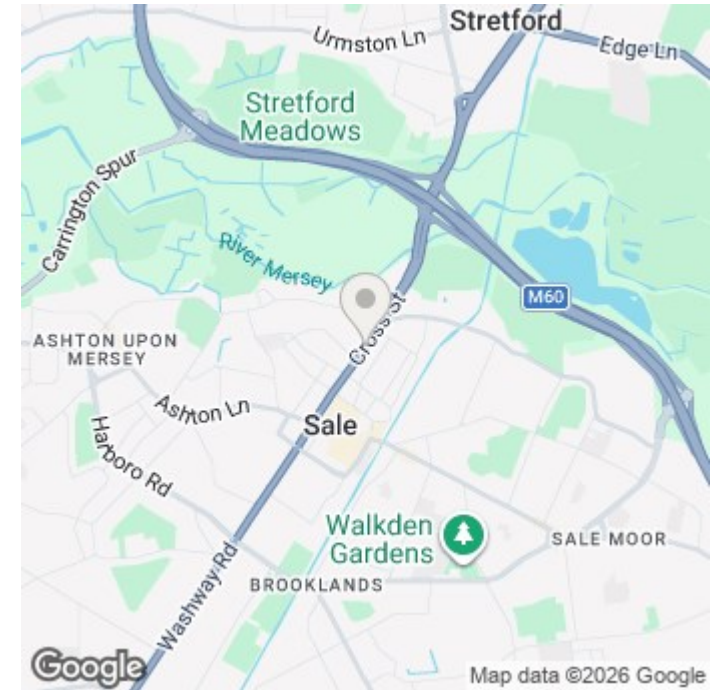 Urmston Ln
Stretford
Edge Ln
Stretford
Meadows
Carrington Spur
River Mersey
M60
Cross St
ASHTON UPON
MERSEY
Ashton Ln
Sale
Harboro Rd
Walkden
Gardens
SALE MOOR
BROOKLANDS
Washway Rd
Google
Map data ©2026 Google